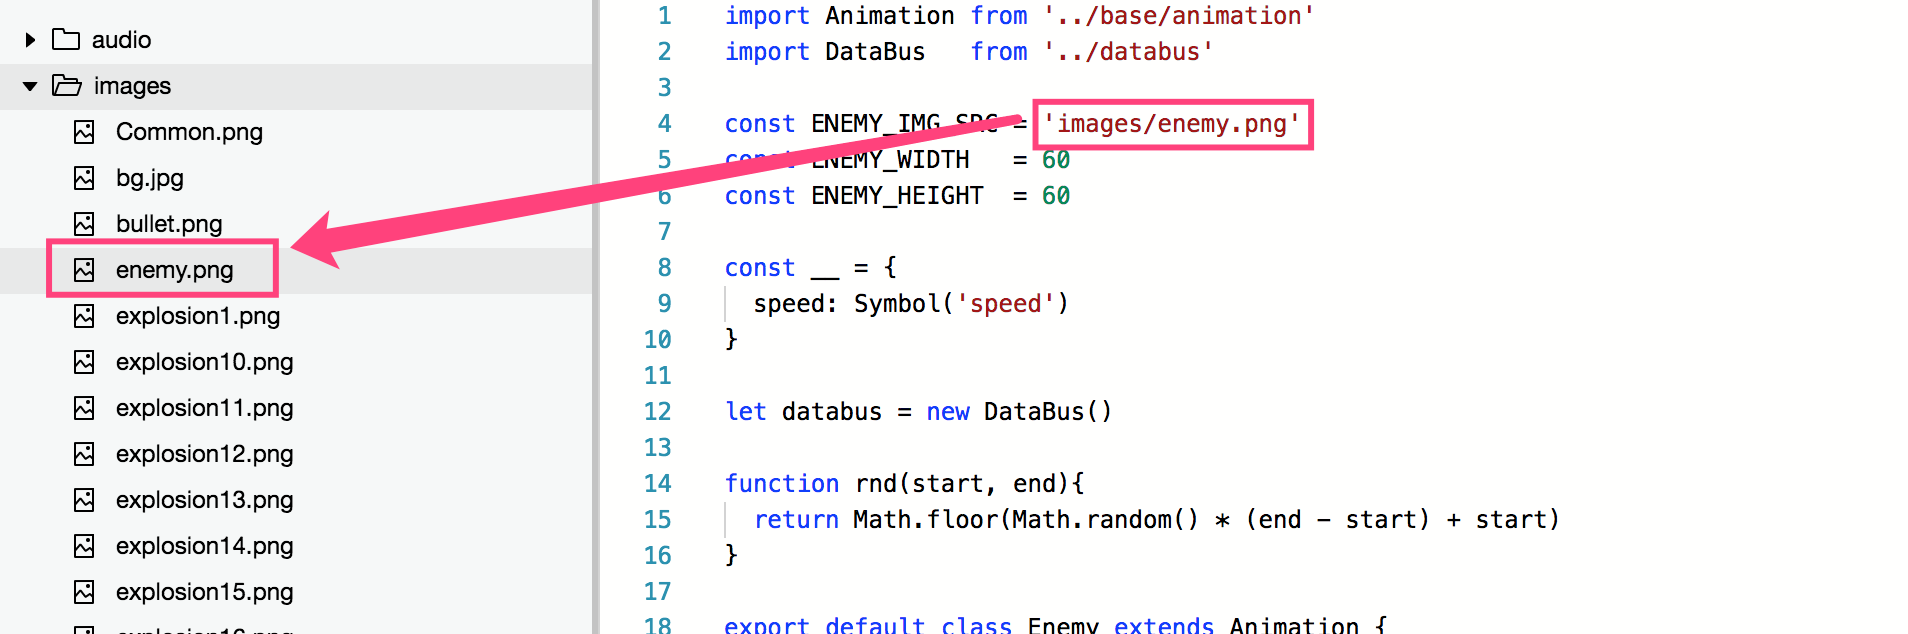 audio
images
Common.png
bg.jpg
bullet.png
enemy.png
explosion1.png
explosion10.png
explosion11.png
explosion12.png
explosion13.png
explosion14.png
explosion15.png
explosion16.png
1 import Animation from '../base/animation'
2 import DataBus   from '../databus'
3
4 const ENEMY_IMG_SRC = 'images/enemy.png'
5 const ENEMY_WIDTH   = 60
6 const ENEMY_HEIGHT  = 60
7
8 const __ = {
9   speed: Symbol('speed')
10 }
11
12 let databus = new DataBus()
13
14 function rnd(start, end){
15   return Math.floor(Math.random() * (end - start) + start)
16 }
17
18 export default class Enemy extends Animation {